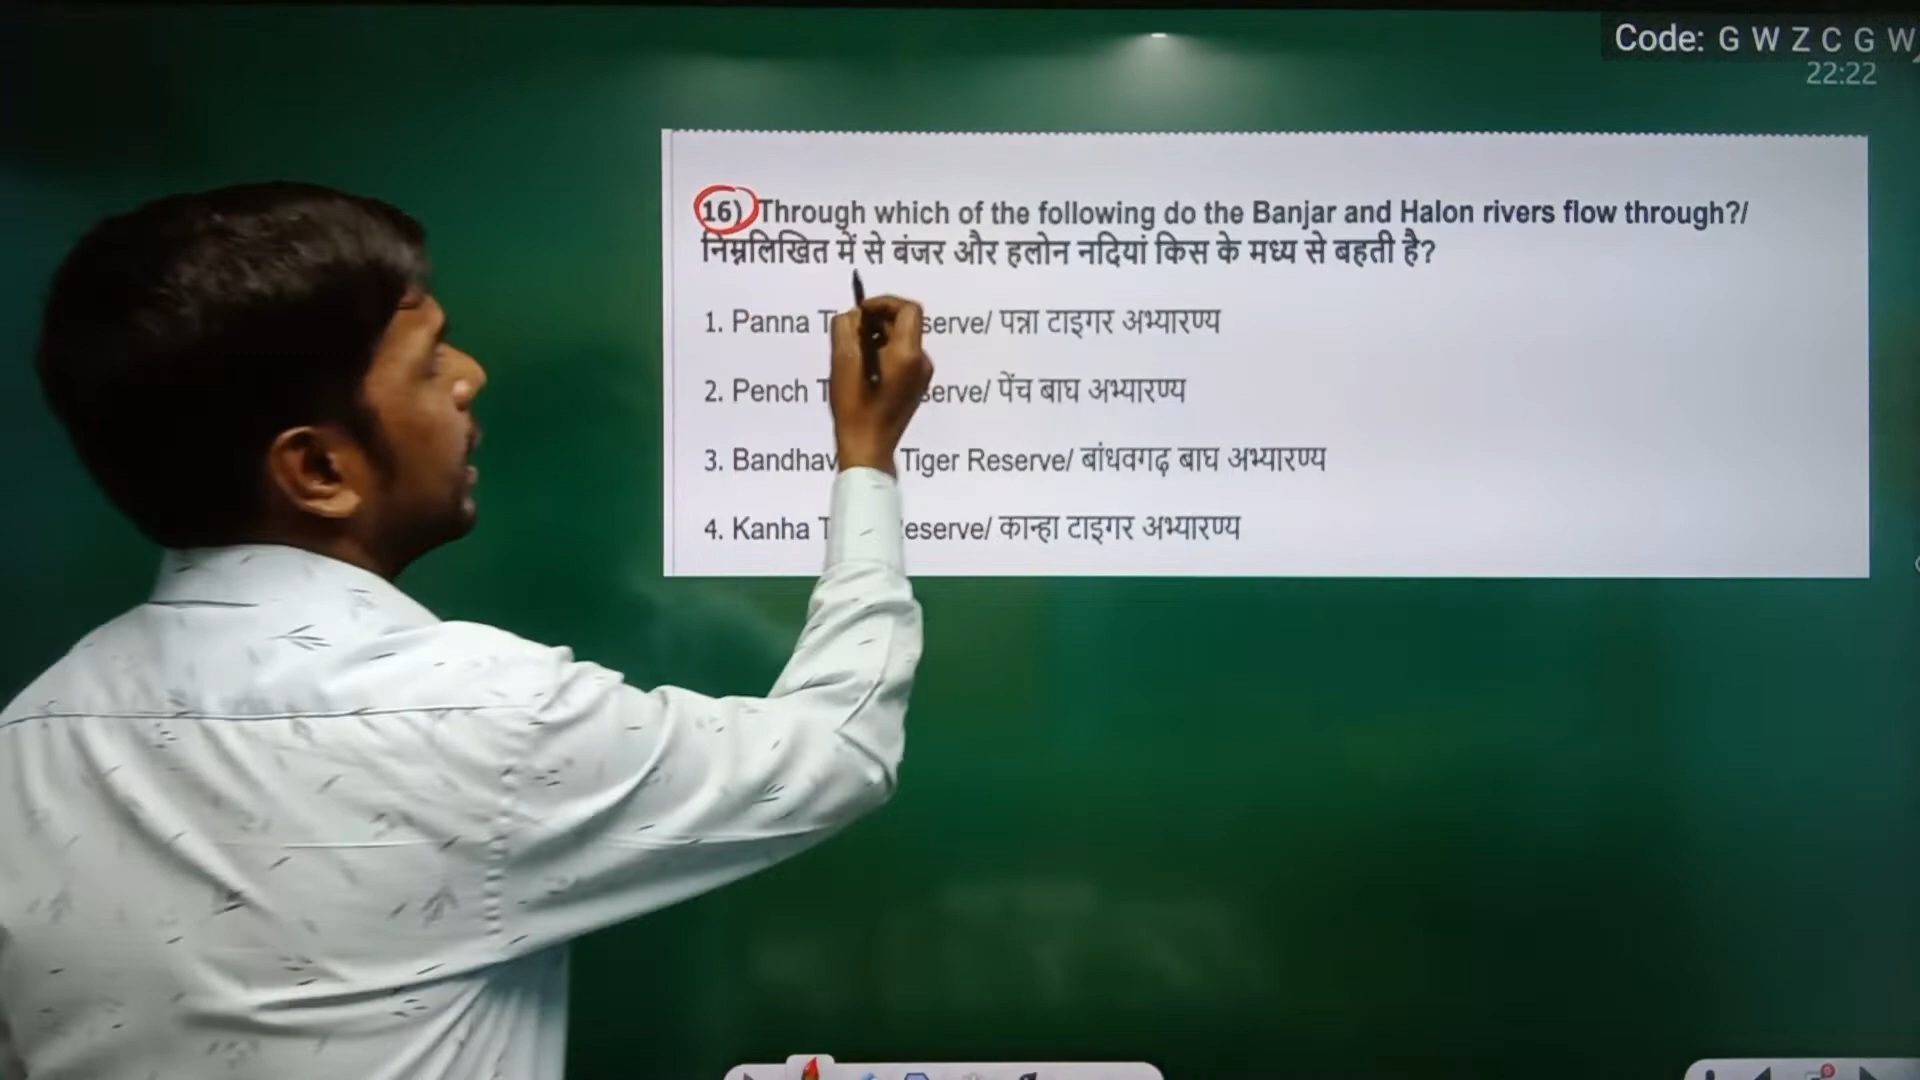 Code: G W Z C G W
22:22
16) Through which of the following do the Banjar and Halon rivers flow through?/
निम्नलिखित में से बंजर और हलोन नदियां किस के मध्य से बहती है?
1. Panna serve/ पन्ना टाइगर अभ्यारण्य
2. Pench serve/ पेंच बाघ अभ्यारण्य
3. Bandhav Tiger Reserve/ बांधवगढ़ बाघ अभ्यारण्य
4. Kanha eserve/ कान्हा टाइगर अभ्यारण्य